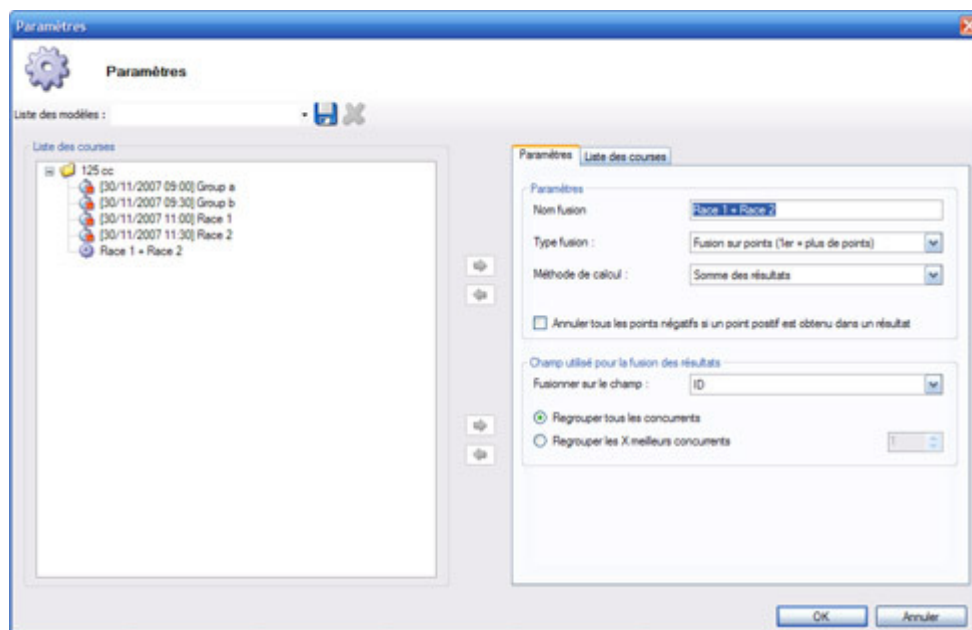 Paramètres
Paramètres
Liste des modèles :
Liste des courses
125 cc
[30/11/2007 09:00] Group a
[30/11/2007 09:30] Group b
[30/11/2007 11:00] Race 1
[30/11/2007 11:30] Race 2
Race 1 + Race 2
Paramètres Liste des courses
Paramètres
Nom fusion Race 1 + Race 2
Type fusion : Fusion sur points (1er + plus de points)
Méthode de calcul : Somme des résultats
Annuler tous les points négatifs si un point positif est obtenu dans un résultat
Champ utilisé pour la fusion des résultats
Fusionner sur le champ : ID
Regrouper tous les concurrents
Regrouper les X meilleurs concurrents 1
OK Annuler